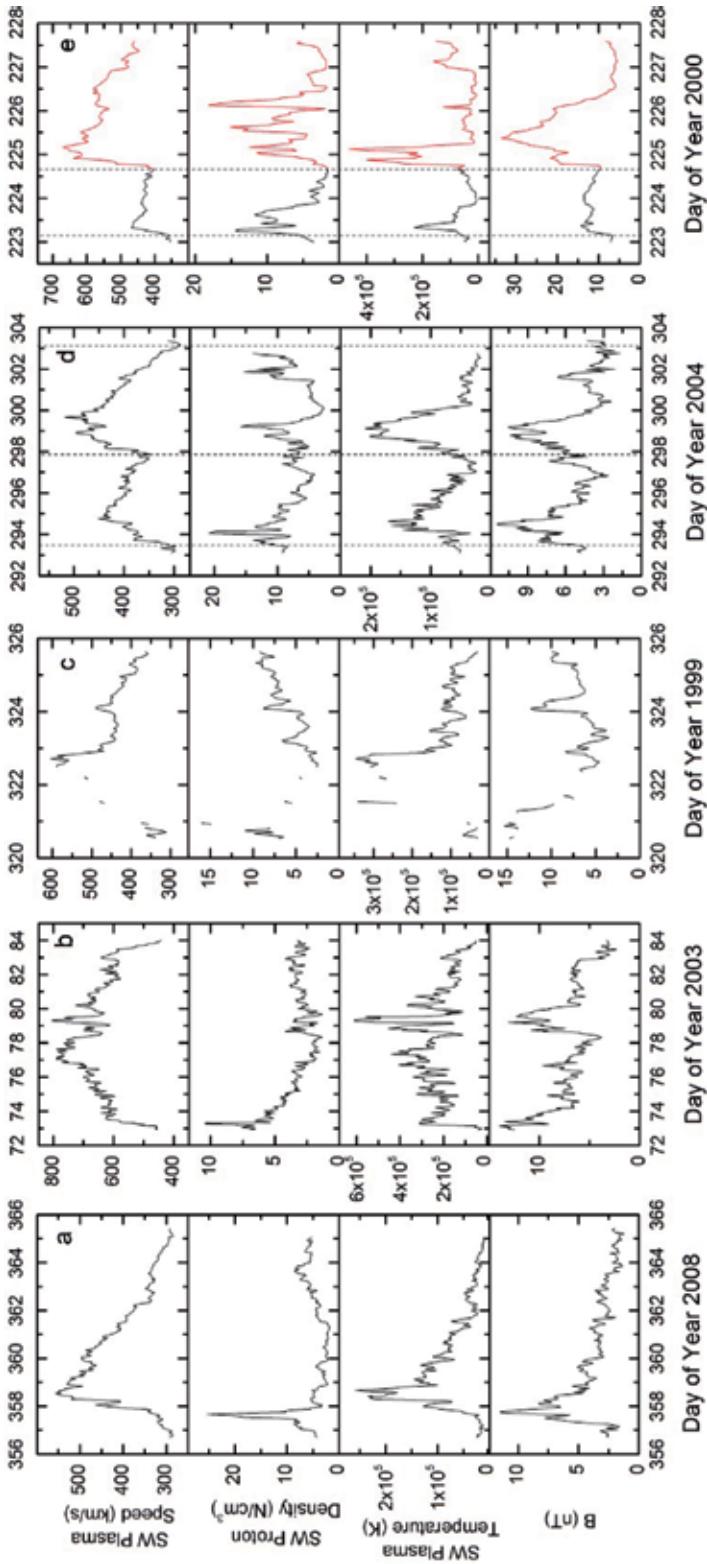 a
b
c
d
e
SW Plasma
Speed (km/s)
500
400
300
800
600
400
600
500
400
300
500
400
300
700
600
500
400
300
SW Proton
Density (N/cm³)
20
10
0
10
5
0
15
10
5
0
20
10
0
20
10
0
SW Plasma
Temperature (K)
2x10⁵
1x10⁵
0
6x10⁵
4x10⁵
2x10⁵
0
3x10⁵
2x10⁵
1x10⁵
0
2x10⁵
1x10⁵
0
4x10⁵
2x10⁵
0
B (nT)
10
5
0
10
5
0
15
10
5
0
9
6
3
0
30
20
10
0
356 358 360 362 364 366
72 74 76 78 80 82 84
320 322 324 326
292 294 296 298 300 302 304
223 224 225 226 227 228
Day of Year 2008
Day of Year 2003
Day of Year 1999
Day of Year 2004
Day of Year 2000